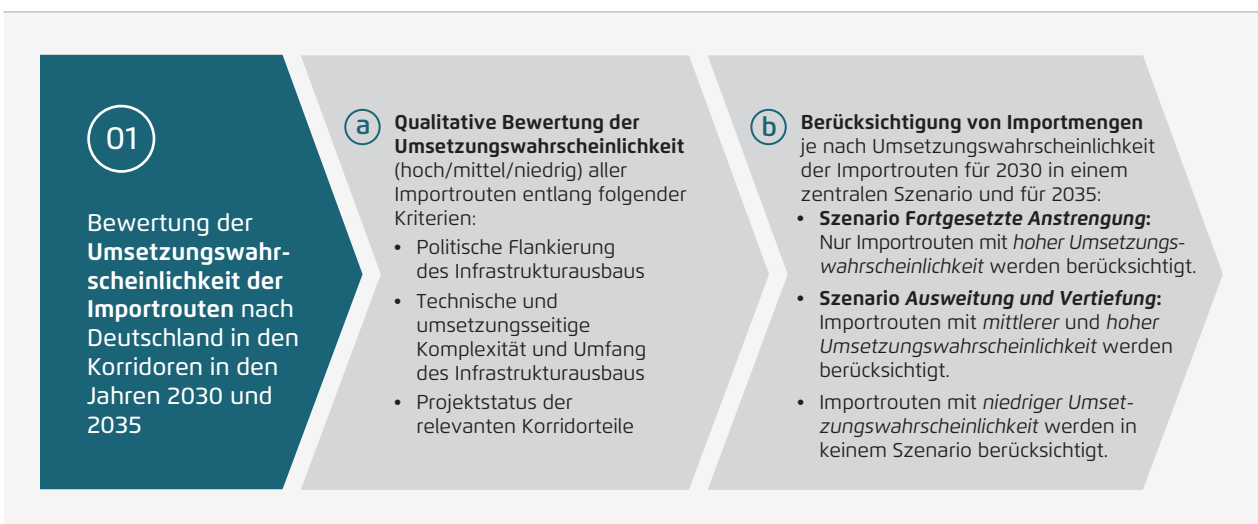 01
Bewertung der
Umsetzungswahr-
scheinlichkeit der
Importrouten nach
Deutschland in den
Korridoren in den
Jahren 2030 und
2035
a
Qualitative Bewertung der
Umsetzungswahrscheinlichkeit
(hoch/mittel/niedrig) aller
Importrouten entlang folgender
Kriterien:
• Politische Flankierung
des Infrastrukturausbaus
• Technische und
umsetzungsseitige
Komplexität und Umfang
des Infrastrukturausbaus
• Projektstatus der
relevanten Korridorteile
b
Berücksichtigung von Importmengen
je nach Umsetzungswahrscheinlichkeit
der Importrouten für 2030 in einem
zentralen Szenario und für 2035:
• Szenario Fortgesetzte Anstrengung:
Nur Importrouten mit hoher Umsetzungs-
wahrscheinlichkeit werden berücksichtigt.
• Szenario Ausweitung und Vertiefung:
Importrouten mit mittlerer und hoher
Umsetzungswahrscheinlichkeit werden
berücksichtigt.
• Importrouten mit niedriger Umset-
zungswahrscheinlichkeit werden in
keinem Szenario berücksichtigt.